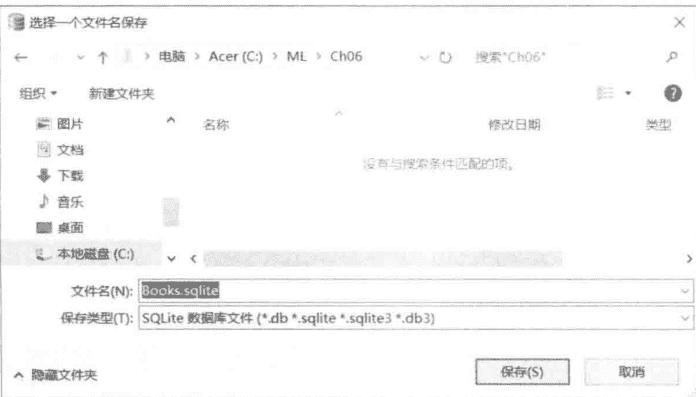 选择一个文件名保存
电脑 > Acer (C:) > ML > Ch06
搜索"Ch06"
组织
新建文件夹
图片
文档
下载
音乐
桌面
本地磁盘 (C:)
名称
修改日期
类型
没有与搜索条件匹配的项。
文件名(N): Books.sqlite
保存类型(T): SQLite 数据库文件 (*.db *.sqlite *.sqlite3 *.db3)
隐藏文件夹
保存(S)
取消